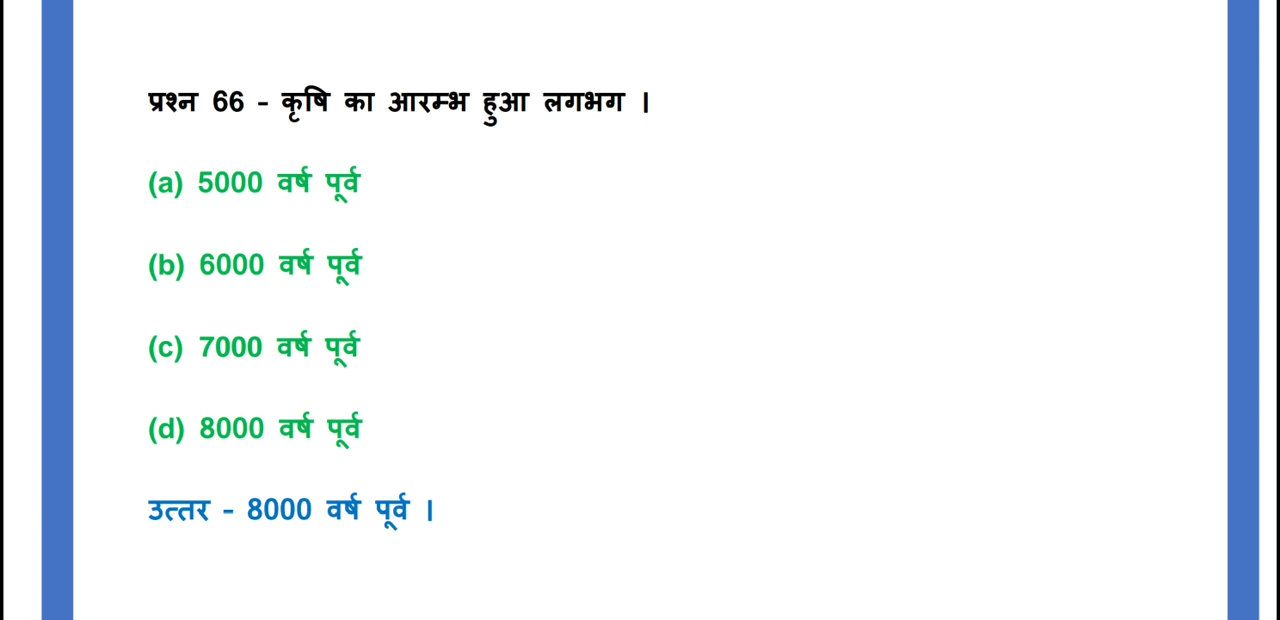 प्रश्न 66 - कृषि का आरम्भ हुआ लगभग ।
(a) 5000 वर्ष पूर्व
(b) 6000 वर्ष पूर्व
(c) 7000 वर्ष पूर्व
(d) 8000 वर्ष पूर्व
उत्तर - 8000 वर्ष पूर्व ।